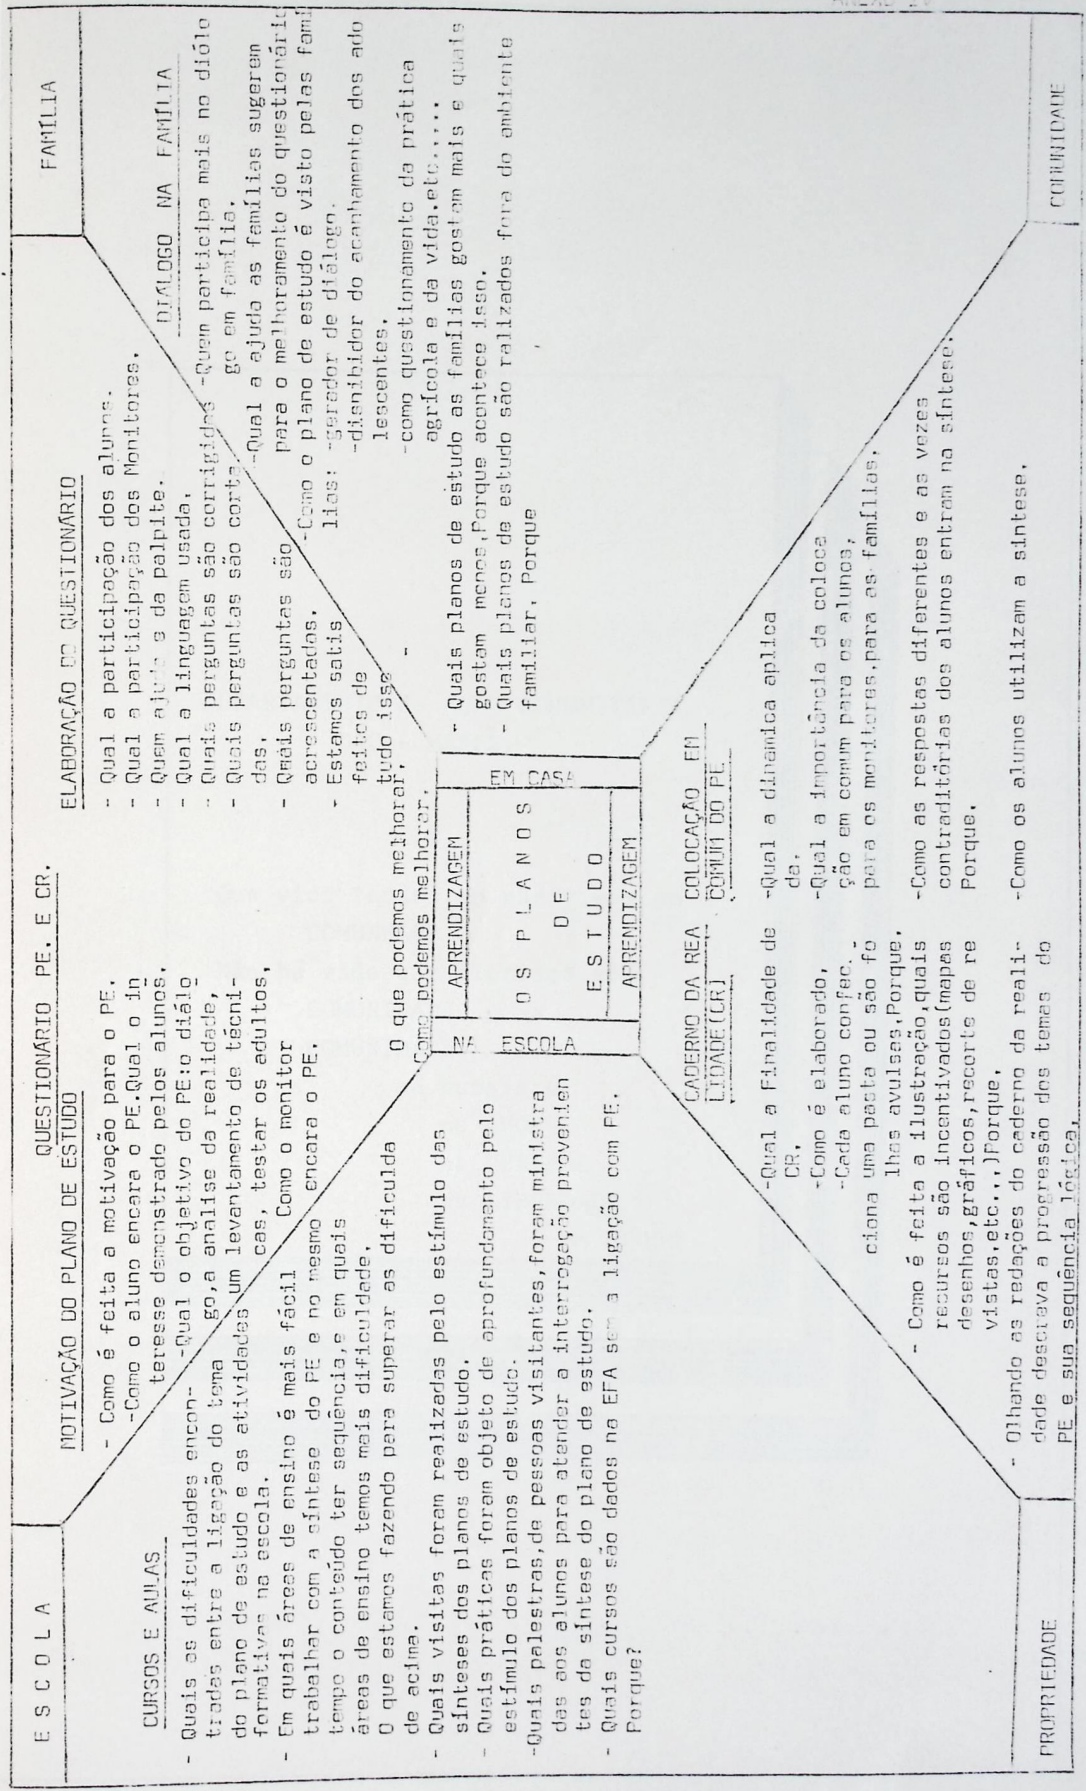 E S C O L A
FAMÍLIA
QUESTIONÁRIO PE. E CR.
MOTIVAÇÃO DO PLANO DE ESTUDO
- Como é feita a motivação para o PE.
-Como o aluno encara o PE.Qual o in
teresse demonstrado pelos alunos.
-Qual o objetivo do PE:o diálo
go,a analise da realidade,
um levantamento de técni-
cas, testar os adultos,
Como o monitor
encara o PE.
O que podemos melhorar,
Como podemos melhorar.
ELABORAÇÃO DO QUESTIONÁRIO
- Qual a participação dos alunos.
- Qual a participação dos Monitores.
- Quem ajuda e da palpite.
- Qual a linguagem usada.
- Quais perguntas são corrigidas
- Quais perguntas são corta
das.
- Qmais perguntas são
acrescentadas.
- Estamos satis
feitos de
tudo isso
DIALOGO NA FAMÍLIA
-Quem participa mais no diólo
go em família.
-Qual a ajuda as famílias sugerem
para o melhoramento do questionário
-Como o plano de estudo é visto pelas famí
lias: -gerador de diálogo.
-disnibidor do acanhamento dos ado
lescentes.
-como questionamento da prática
agrícola e da vida.etc.....
- Quais planos de estudo as famílias gostam mais e quais
gostam menos,Porque acontece isso.
- Quais planos de estudo são ralizados fora do ambiente
familiar. Porque
CURSOS E AULAS
- Quais as dificuldades encon-
tradas entre a ligação do tema
do plano de estudo e as atividades
formativas na escola.
- Em quais áreas de ensino é mais fácil
trabalhar com a síntese do PE e no mesmo
tempo o conteúdo ter sequência,e em quais
áreas de ensino temos mais dificuldade.
O que estamos fazendo para superar as dificulda
de acima.
- Quais visitas foram realizadas pelo estímulo das
sínteses dos planos de estudo.
- Quais práticas foram objeto de aprofundamento pelo
estímulo dos planos de estudo.
-Quais palestras,de pessoas visitantes,foram ministra
das aos alunos para atender a interrogação provenien
tes da síntese do plano de estudo.
- Quais cursos são dados na EFA sem a ligação com PE.
Porque?
NA ESCOLA
APRENDIZAGEM
O S P L A N O S
D E
E S T U D O
APRENDIZAGEM
EM CASA
CADERNO DA REA
LIDADE(CR)
-Qual a Finalidade de
CR.
-Como é elaborado,
-Cada aluno confec.-
ciona uma pasta ou são fo
lhas avulsas.Porque.
- Como é feita a ilustração,quais
recursos são incentivados(mapas
desenhos,gráficos,recorte de re
vistas,etc...)Porque,
- Olhando as redações do caderno da reali-
dade descreva a progressão dos temas do
PE e sua sequência lógica,
COLOCAÇÃO EM
COMUM DO PE
-Qual a dinamica aplica
da.
-Qual a importância da coloca
ção em comum para os alunos,
para os monitores,para as famílias,
-Como as respostas diferentes e as vezes
contraditórias dos alunos entram na síntese.
Porque.
-Como os alunos utilizam a sintese,
PROPRIEDADE
COMUNIDADE